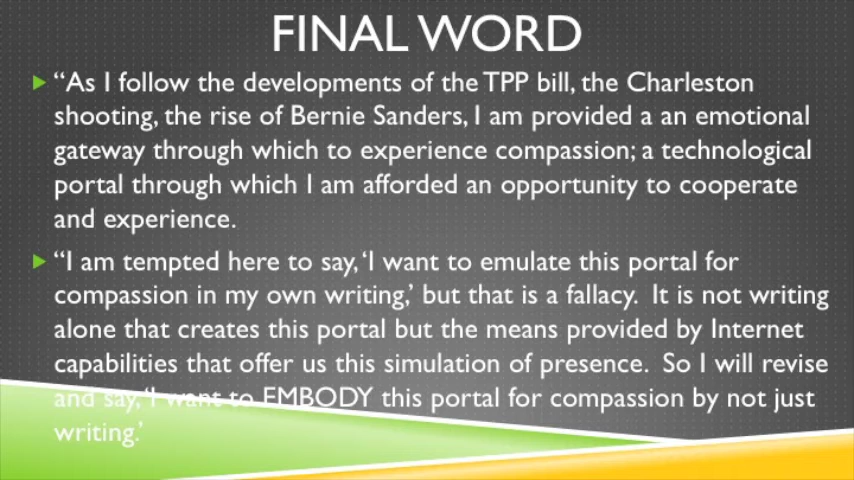 FINAL WORD
“As I follow the developments of the TPP bill, the Charleston
shooting, the rise of Bernie Sanders, I am provided a an emotional
gateway through which to experience compassion; a technological
portal through which I am afforded an opportunity to cooperate
and experience.
“I am tempted here to say, ‘I want to emulate this portal for
compassion in my own writing,’ but that is a fallacy.  It is not writing
alone that creates this portal but the means provided by Internet
capabilities that offer us this simulation of presence.  So I will revise
and say, ‘I want to EMBODY this portal for compassion by not just
writing.’